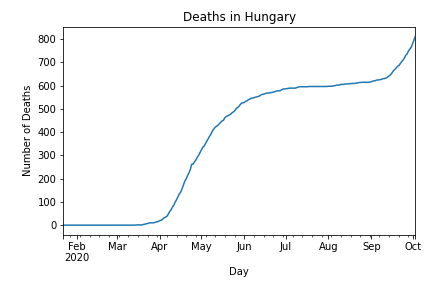 Deaths in Hungary
800
700
600
500
400
300
200
100
0
Number of Deaths
Feb Mar Apr May Jun Jul Aug Sep Oct
2020
Day